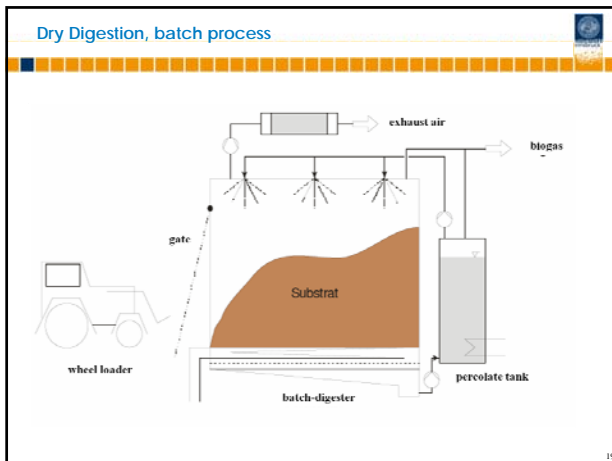 Dry Digestion, batch process
exhaust air
biogas
gate
Substrat
wheel loader
percolate tank
batch-digester